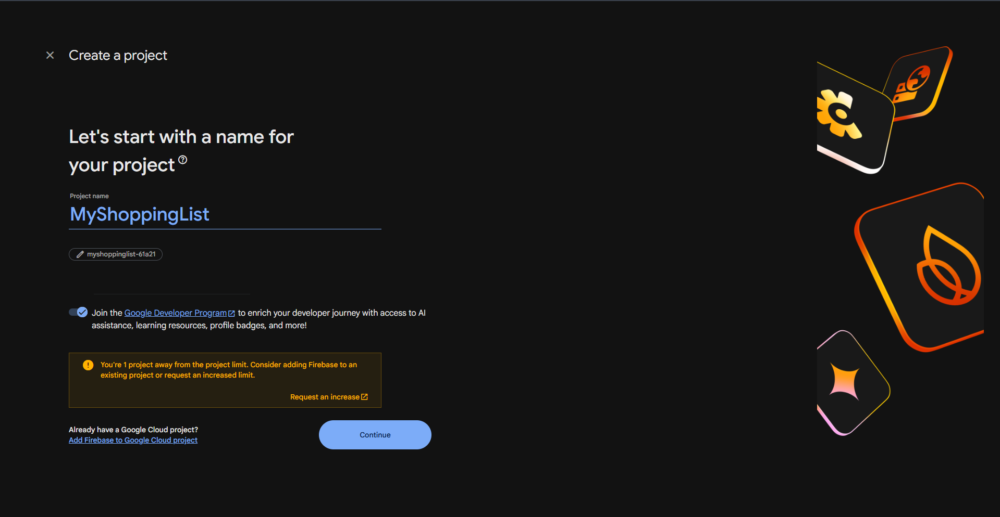 Create a project
Let's start with a name for
your project
Project name
MyShoppingList
myshoppinglist-61a21
Join the Google Developer Program to enrich your developer journey with access to AI
assistance, learning resources, profile badges, and more!
You're 1 project away from the project limit. Consider adding Firebase to an
existing project or request an increased limit.
Request an increase
Already have a Google Cloud project?
Add Firebase to Google Cloud project
Continue